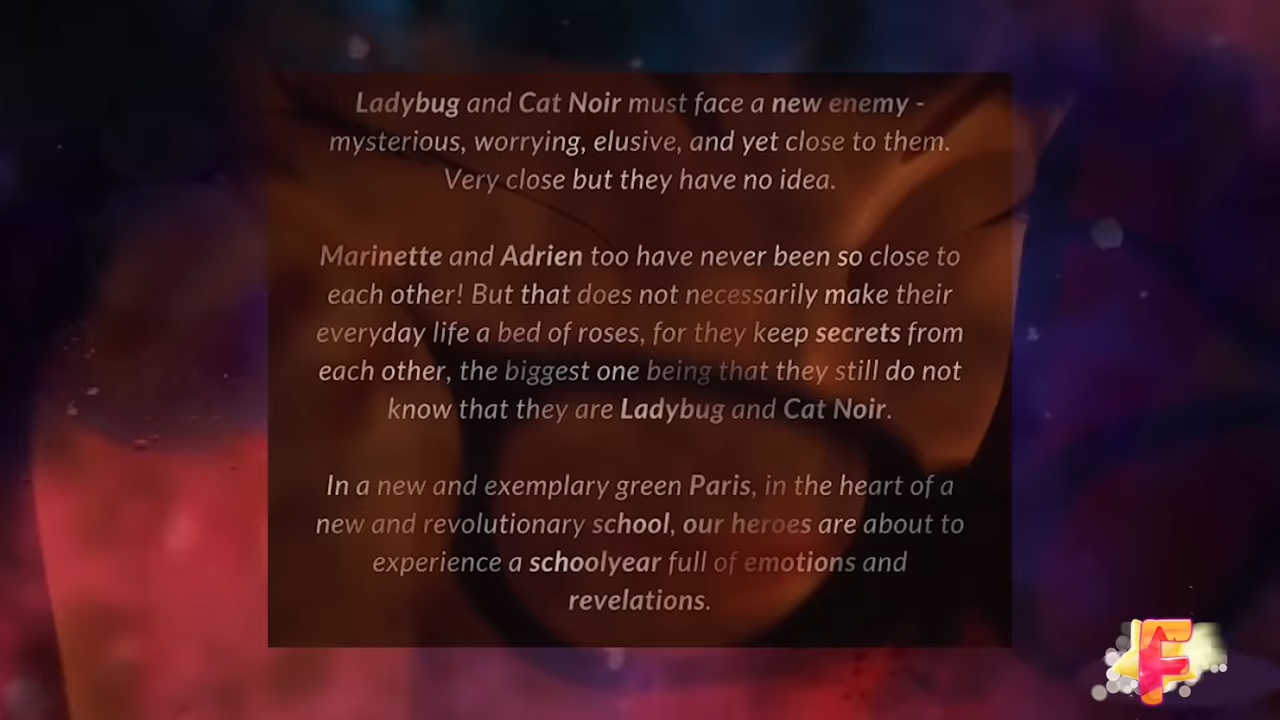 Ladybug and Cat Noir must face a new enemy -
mysterious, worrying, elusive, and yet close to them.
Very close but they have no idea.
Marinette and Adrien too have never been so close to
each other! But that does not necessarily make their
everyday life a bed of roses, for they keep secrets from
each other, the biggest one being that they still do not
know that they are Ladybug and Cat Noir.
In a new and exemplary green Paris, in the heart of a
new and revolutionary school, our heroes are about to
experience a schoolyear full of emotions and
revelations.
F